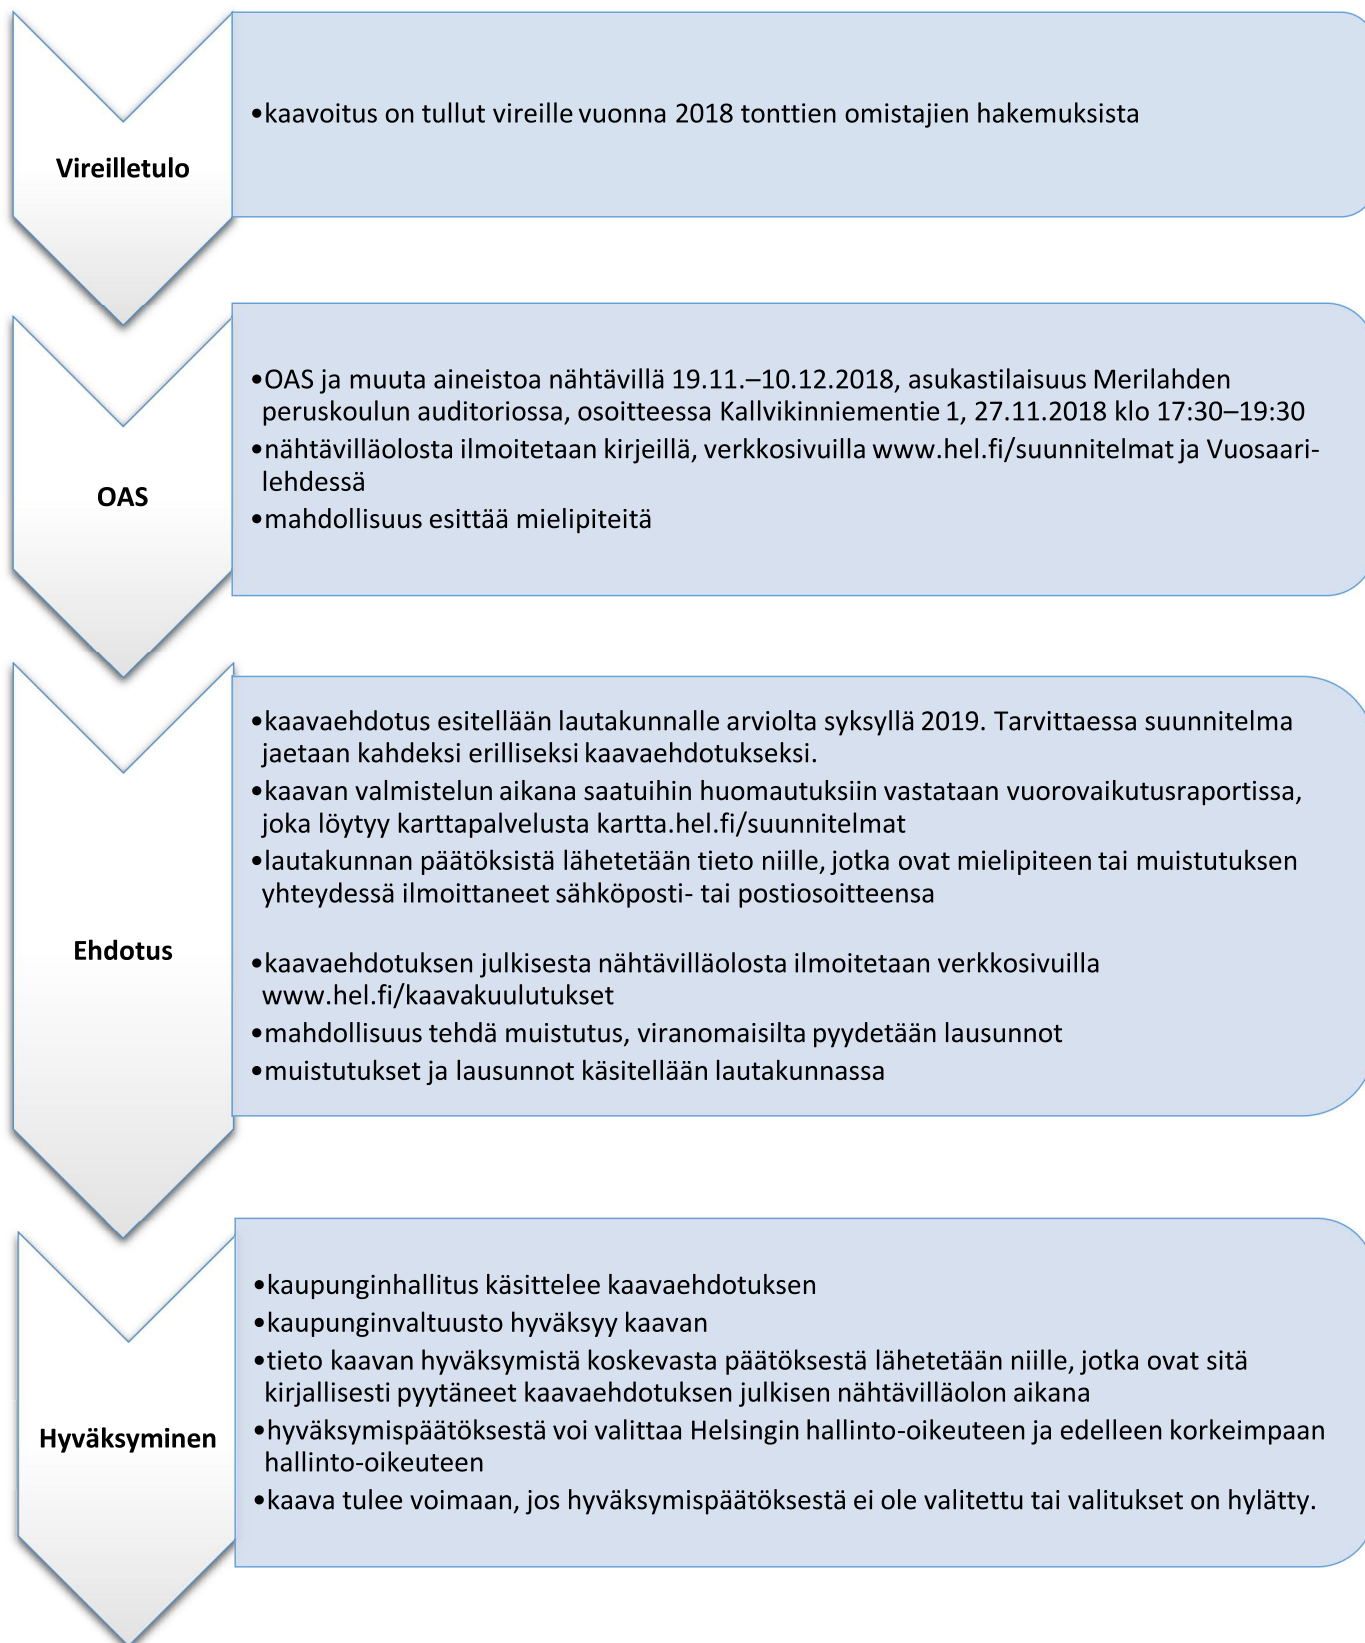 Vireilletulo
•kaavoitus on tullut vireille vuonna 2018 tonttien omistajien hakemuksista
OAS
•OAS ja muuta aineistoa nähtävillä 19.11.–10.12.2018, asukastilaisuus Merilahden
peruskoulun auditoriossa, osoitteessa Kallvikinniementie 1, 27.11.2018 klo 17:30–19:30
•nähtävilläolosta ilmoitetaan kirjeillä, verkkosivuilla www.hel.fi/suunnitelmat ja Vuosaari-
lehdessä
•mahdollisuus esittää mielipiteitä
Ehdotus
•kaavaehdotus esitellään lautakunnalle arviolta syksyllä 2019. Tarvittaessa suunnitelma
jaetaan kahdeksi erilliseksi kaavaehdotukseksi.
•kaavan valmistelun aikana saatuihin huomautuksiin vastataan vuorovaikutusraportissa,
joka löytyy karttapalvelusta kartta.hel.fi/suunnitelmat
•lautakunnan päätöksistä lähetetään tieto niille, jotka ovat mielipiteen tai muistutuksen
yhteydessä ilmoittaneet sähköposti- tai postiosoitteensa
•kaavaehdotuksen julkisesta nähtävilläolosta ilmoitetaan verkkosivuilla
www.hel.fi/kaavakuulutukset
•mahdollisuus tehdä muistutus, viranomaisilta pyydetään lausunnot
•muistutukset ja lausunnot käsitellään lautakunnassa
Hyväksyminen
•kaupunginhallitus käsittelee kaavaehdotuksen
•kaupunginvaltuusto hyväksyy kaavan
•tieto kaavan hyväksymistä koskevasta päätöksestä lähetetään niille, jotka ovat sitä
kirjallisesti pyytäneet kaavaehdotuksen julkisen nähtävilläolon aikana
•hyväksymispäätöksestä voi valittaa Helsingin hallinto-oikeuteen ja edelleen korkeimpaan
hallinto-oikeuteen
•kaava tulee voimaan, jos hyväksymispäätöksestä ei ole valitettu tai valitukset on hylätty.